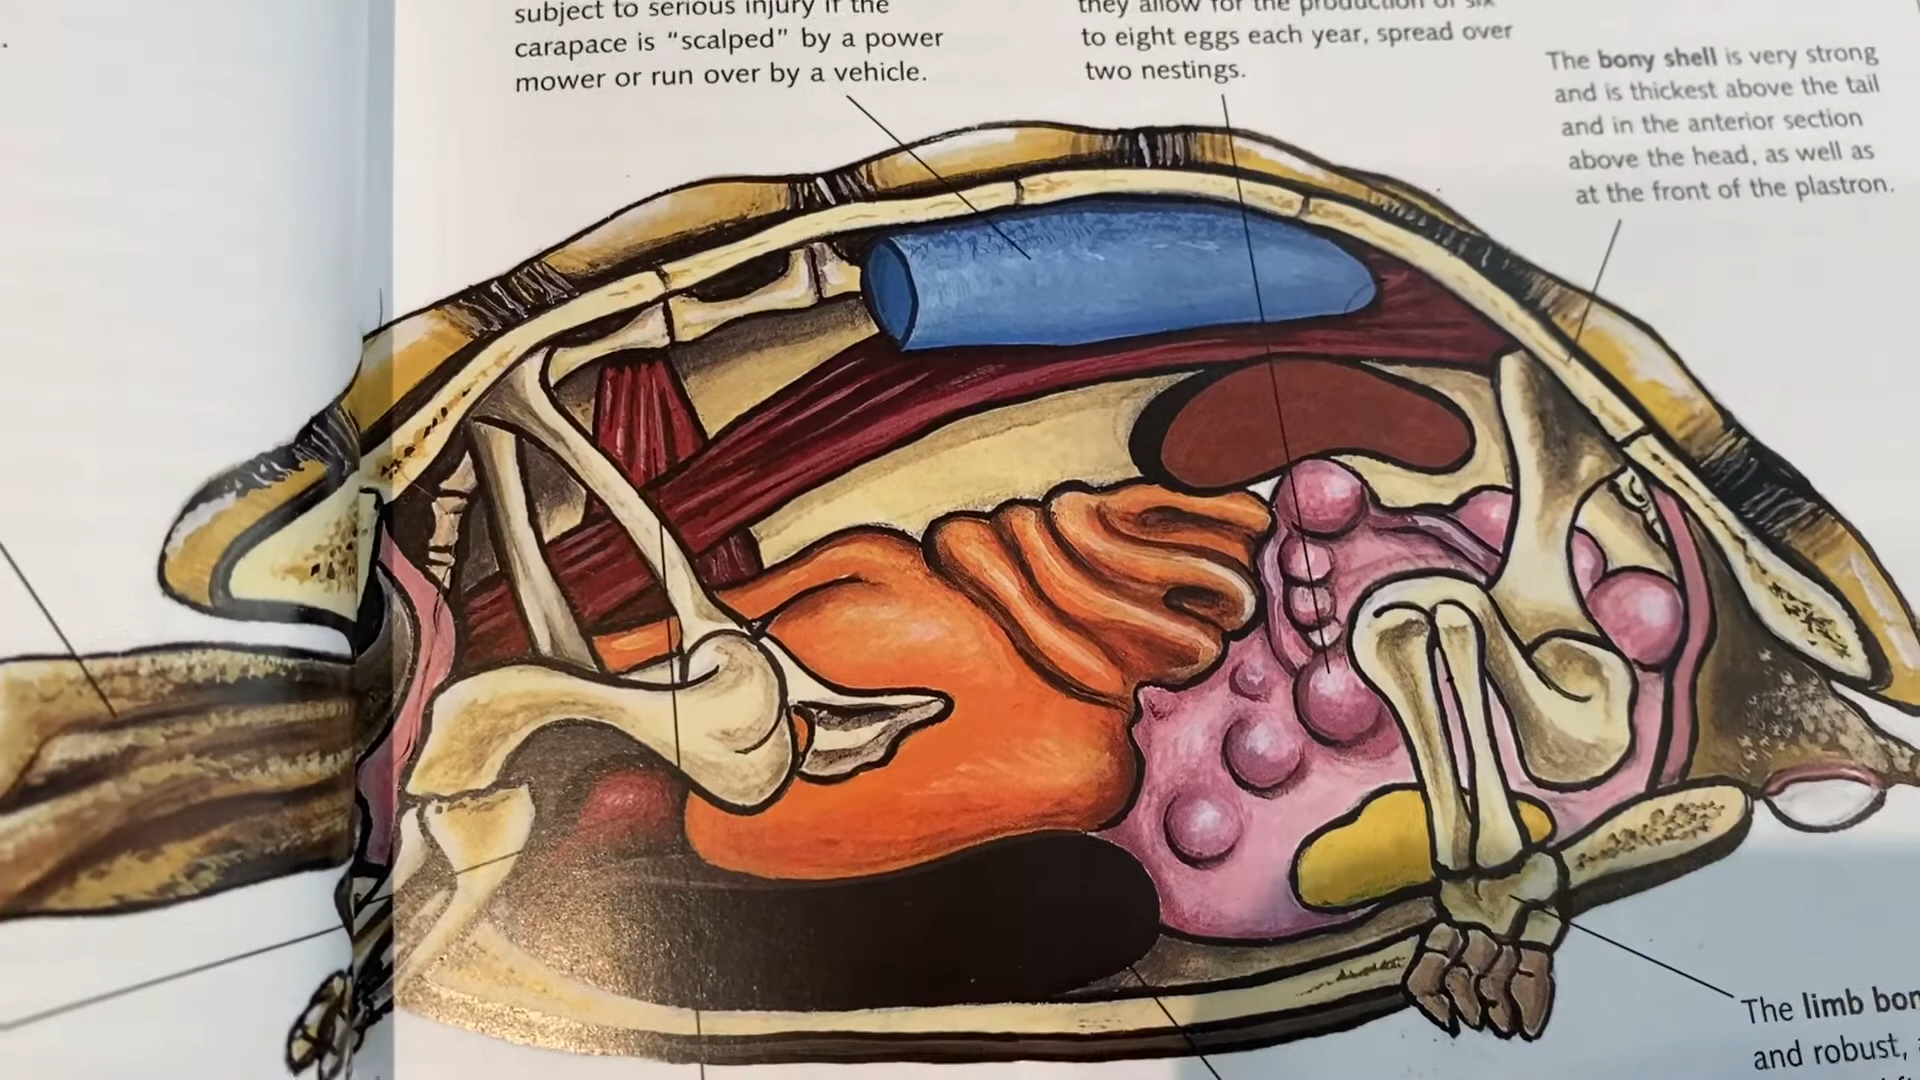 subject to serious injury if the
carapace is “scalped” by a power
mower or run over by a vehicle.
they allow for the production of six
to eight eggs each year, spread over
two nestings.
The bony shell is very strong
and is thickest above the tail
and in the anterior section
above the head, as well as
at the front of the plastron.
The limb bon
and robust,